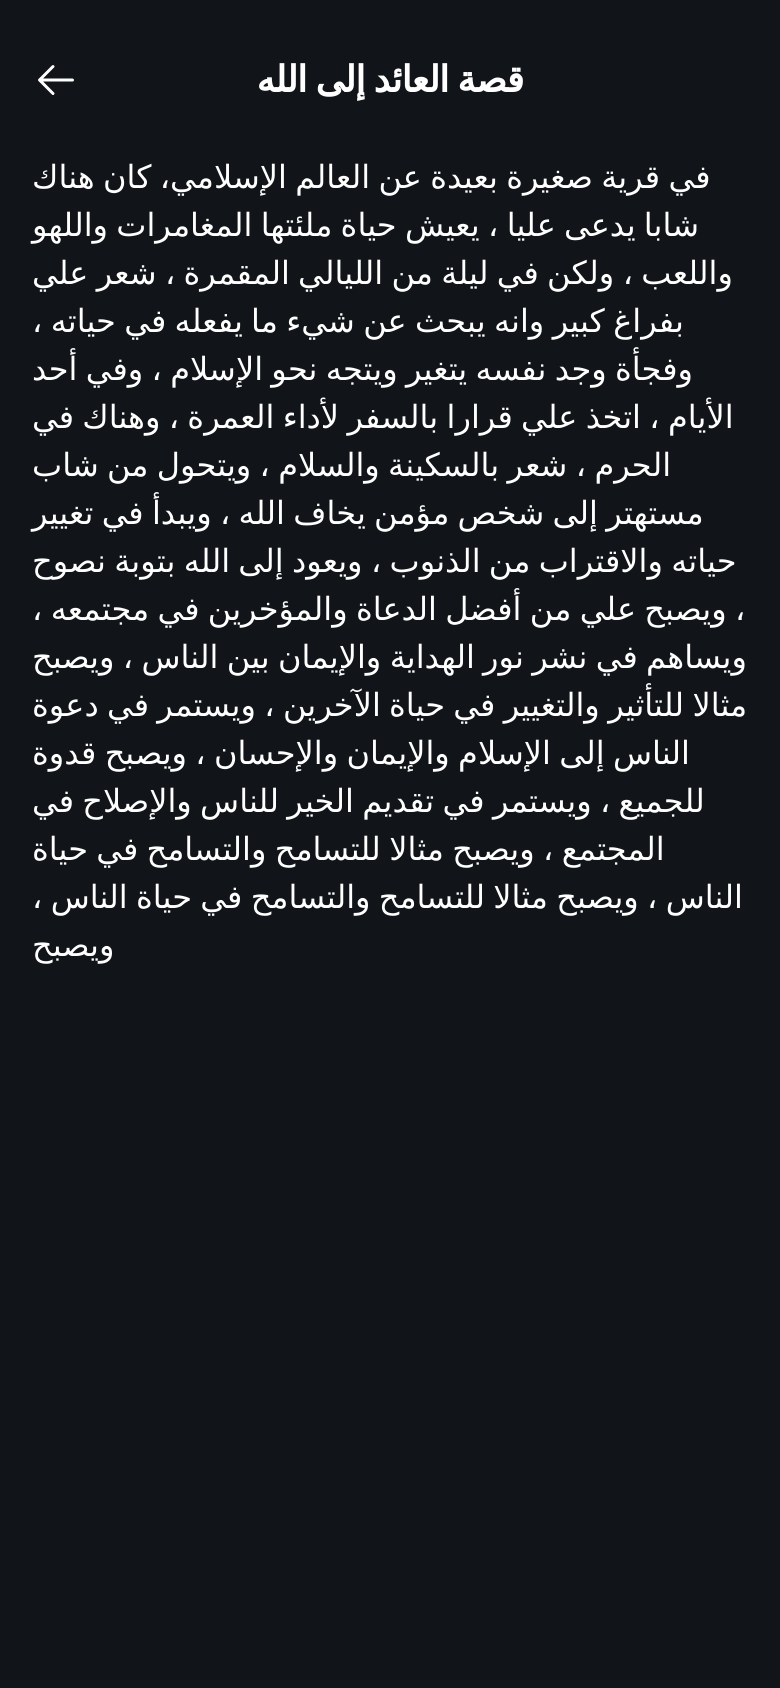 قصة العائد إلى الله
في قرية صغيرة بعيدة عن العالم الإسلامي، كان هناك
شابا يدعى عليا ، يعيش حياة ملئتها المغامرات واللهو
واللعب ، ولكن في ليلة من الليالي المقمرة ، شعر علي
بفراغ كبير وانه يبحث عن شيء ما يفعله في حياته ،
وفجأة وجد نفسه يتغير ويتجه نحو الإسلام ، وفي أحد
الأيام ، اتخذ علي قرارا بالسفر لأداء العمرة ، وهناك في
الحرم ، شعر بالسكينة والسلام ، ويتحول من شاب
مستهتر إلى شخص مؤمن يخاف الله ، ويبدأ في تغيير
حياته والاقتراب من الذنوب ، ويعود إلى الله بتوبة نصوح
، ويصبح علي من أفضل الدعاة والمؤخرين في مجتمعه ،
ويساهم في نشر نور الهداية والإيمان بين الناس ، ويصبح
مثالا للتأثير والتغيير في حياة الآخرين ، ويستمر في دعوة
الناس إلى الإسلام والإيمان والإحسان ، ويصبح قدوة
للجميع ، ويستمر في تقديم الخير للناس والإصلاح في
المجتمع ، ويصبح مثالا للتسامح والتسامح في حياة
الناس ، ويصبح مثالا للتسامح والتسامح في حياة الناس ،
ويصبح